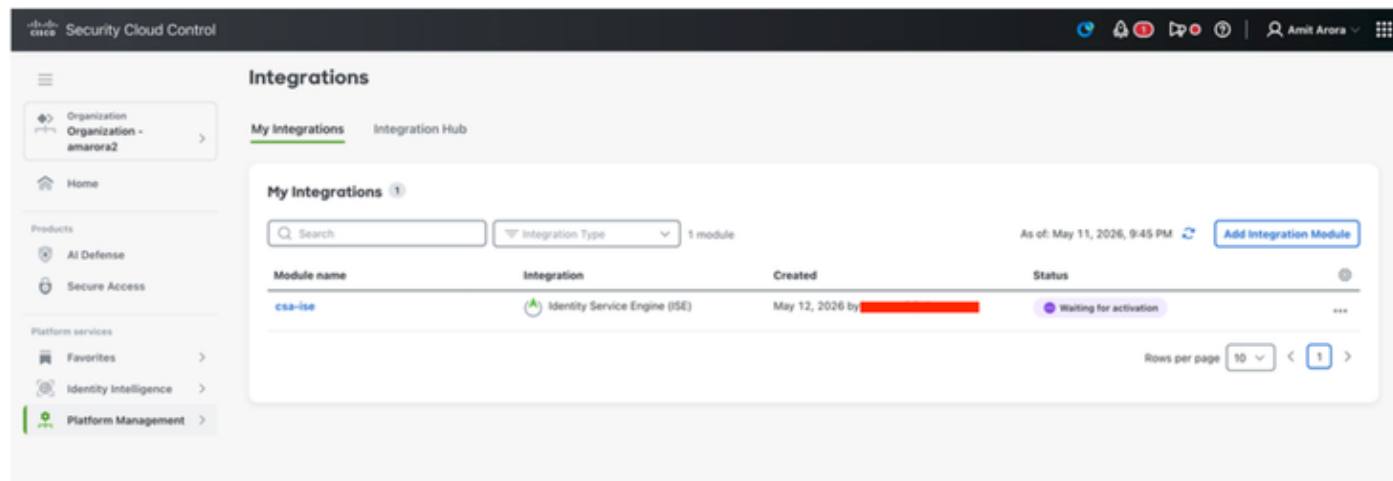 cisco Security Cloud Control
1 Amit Arora
Integrations
Organization
Organization -
amarora2
My Integrations Integration Hub
Home
My Integrations 1
Products
Search Integration Type 1 module As of: May 11, 2026, 9:45 PM Add Integration Module
AI Defense
Module name Integration Created Status
Secure Access
csa-ise Identity Service Engine (ISE) May 12, 2026 by Waiting for activation ...
Platform services
Favorites
Rows per page 10 1
Identity Intelligence
Platform Management